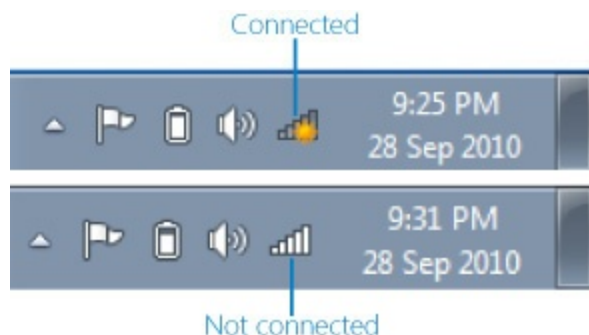 Connected
9:25 PM
28 Sep 2010
9:31 PM
28 Sep 2010
Not connected